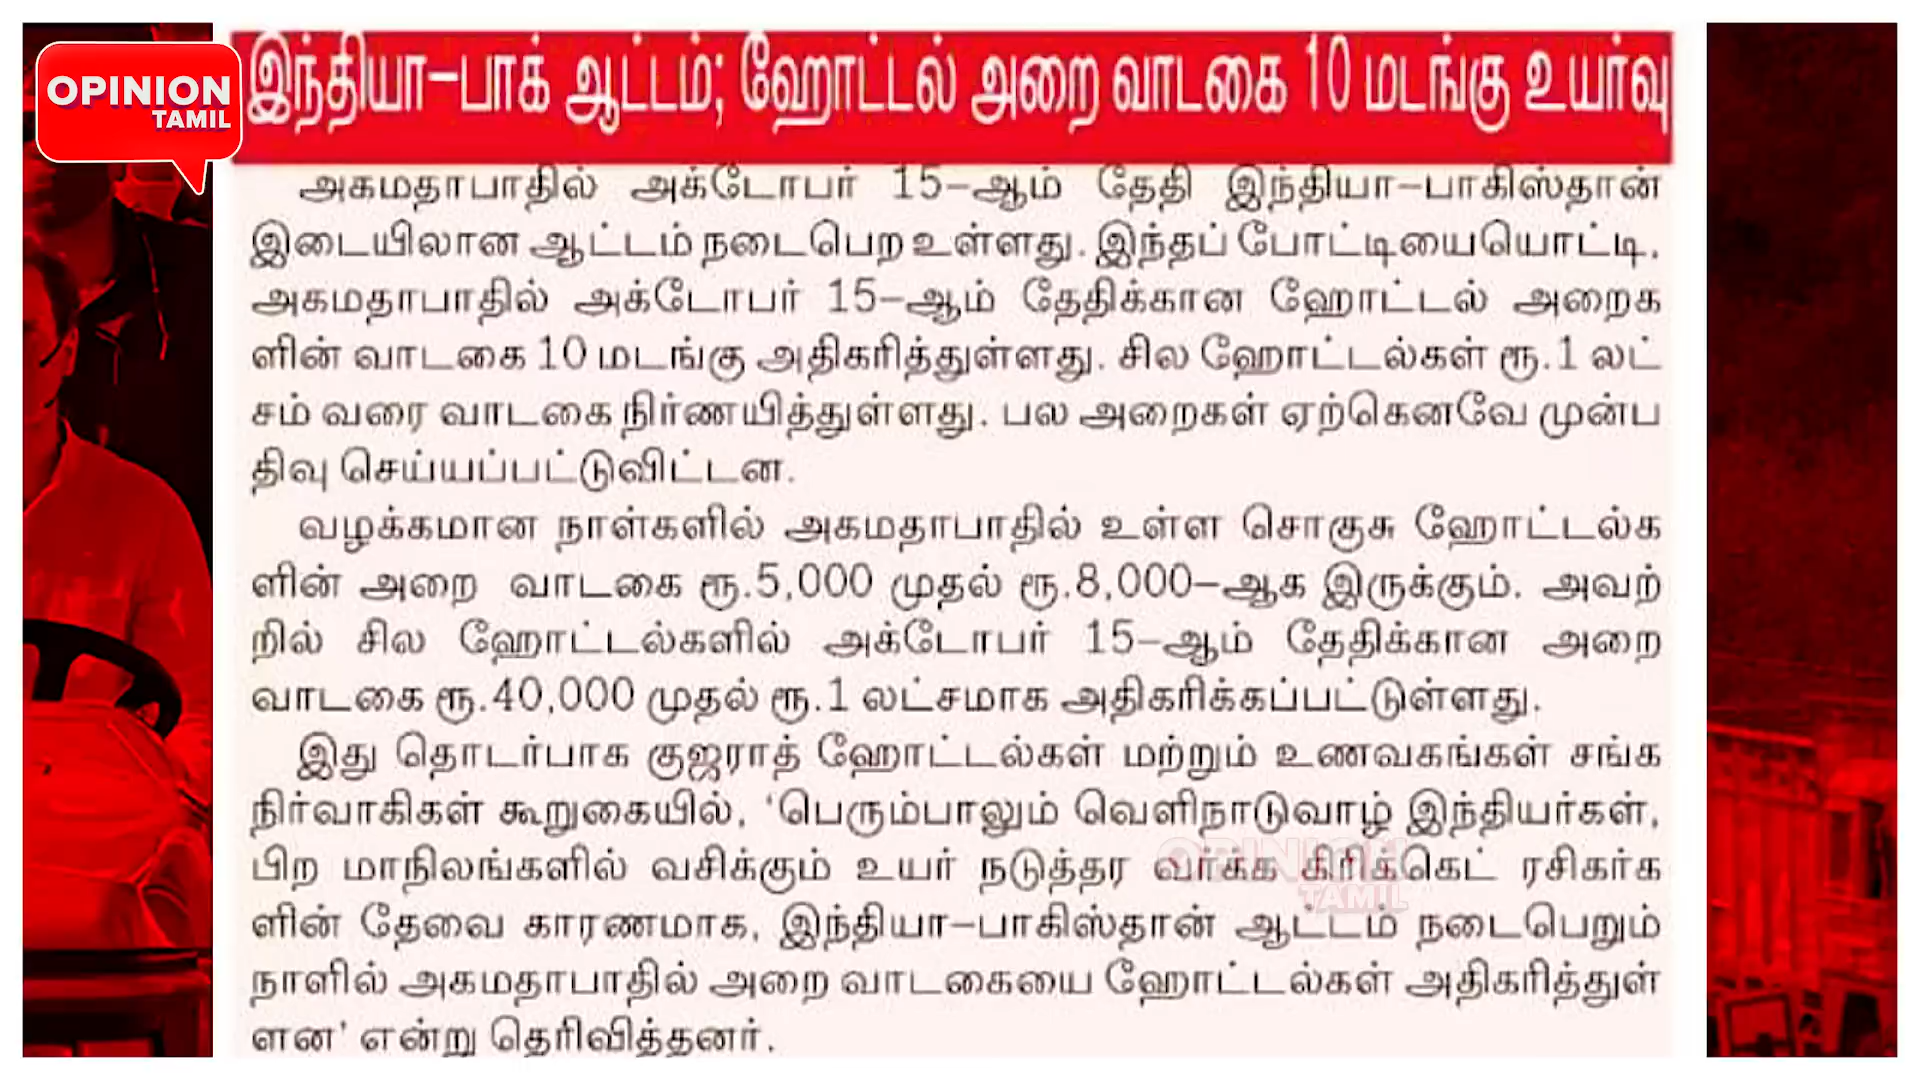 OPINION
TAMIL
இந்தியா–பாக் ஆட்டம்; ஹோட்டல் அறை வாடகை 10 மடங்கு உயர்வு
அகமதாபாதில் அக்டோபர் 15–ஆம் தேதி இந்தியா–பாகிஸ்தான்
இடையிலான ஆட்டம் நடைபெற உள்ளது. இந்தப் போட்டியையொட்டி,
அகமதாபாதில் அக்டோபர் 15–ஆம் தேதிக்கான ஹோட்டல் அறைக
ளின் வாடகை 10 மடங்கு அதிகரித்துள்ளது. சில ஹோட்டல்கள் ரூ.1 லட்
சம் வரை வாடகை நிர்ணயித்துள்ளது. பல அறைகள் ஏற்கெனவே முன்ப
திவு செய்யப்பட்டுவிட்டன.
வழக்கமான நாள்களில் அகமதாபாதில் உள்ள சொகுசு ஹோட்டல்க
ளின் அறை வாடகை ரூ.5,000 முதல் ரூ.8,000–ஆக இருக்கும். அவற்
றில் சில ஹோட்டல்களில் அக்டோபர் 15–ஆம் தேதிக்கான அறை
வாடகை ரூ.40,000 முதல் ரூ.1 லட்சமாக அதிகரிக்கப்பட்டுள்ளது.
இது தொடர்பாக குஜராத் ஹோட்டல்கள் மற்றும் உணவகங்கள் சங்க
நிர்வாகிகள் கூறுகையில், ‘பெரும்பாலும் வெளிநாடுவாழ் இந்தியர்கள்,
பிற மாநிலங்களில் வசிக்கும் உயர் நடுத்தர வர்க்க கிரிக்கெட் ரசிகர்க
ளின் தேவை காரணமாக, இந்தியா–பாகிஸ்தான் ஆட்டம் நடைபெறும்
நாளில் அகமதாபாதில் அறை வாடகையை ஹோட்டல்கள் அதிகரித்துள்
ளன’ என்று தெரிவித்தனர்.
OPINION
TAMIL